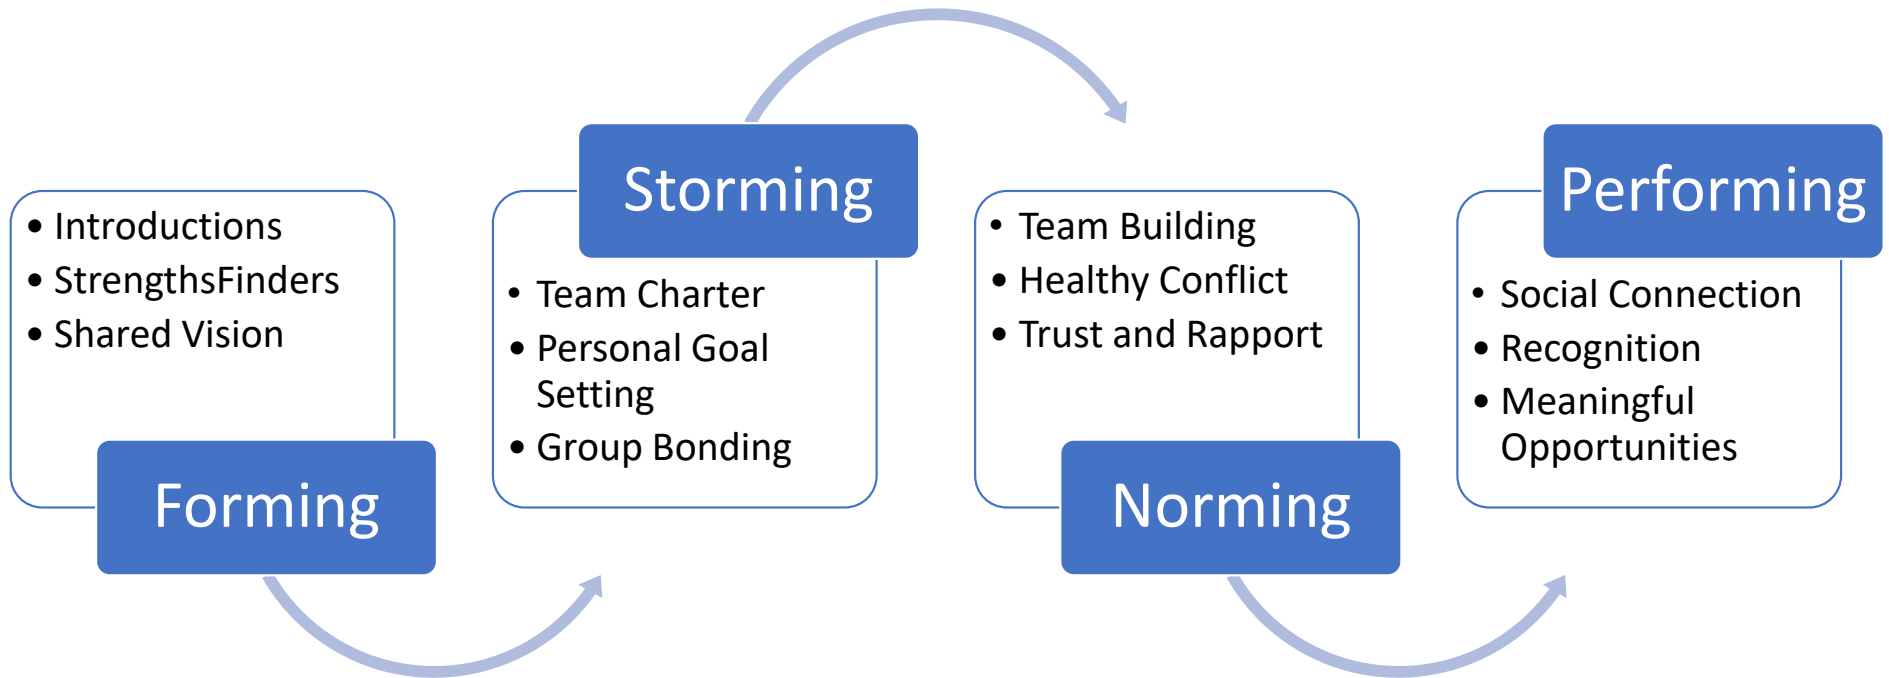 • Introductions
• StrengthsFinders
• Shared Vision
Forming
Storming
• Team Charter
• Personal Goal
Setting
• Group Bonding
• Team Building
• Healthy Conflict
• Trust and Rapport
Norming
Performing
• Social Connection
• Recognition
• Meaningful
Opportunities